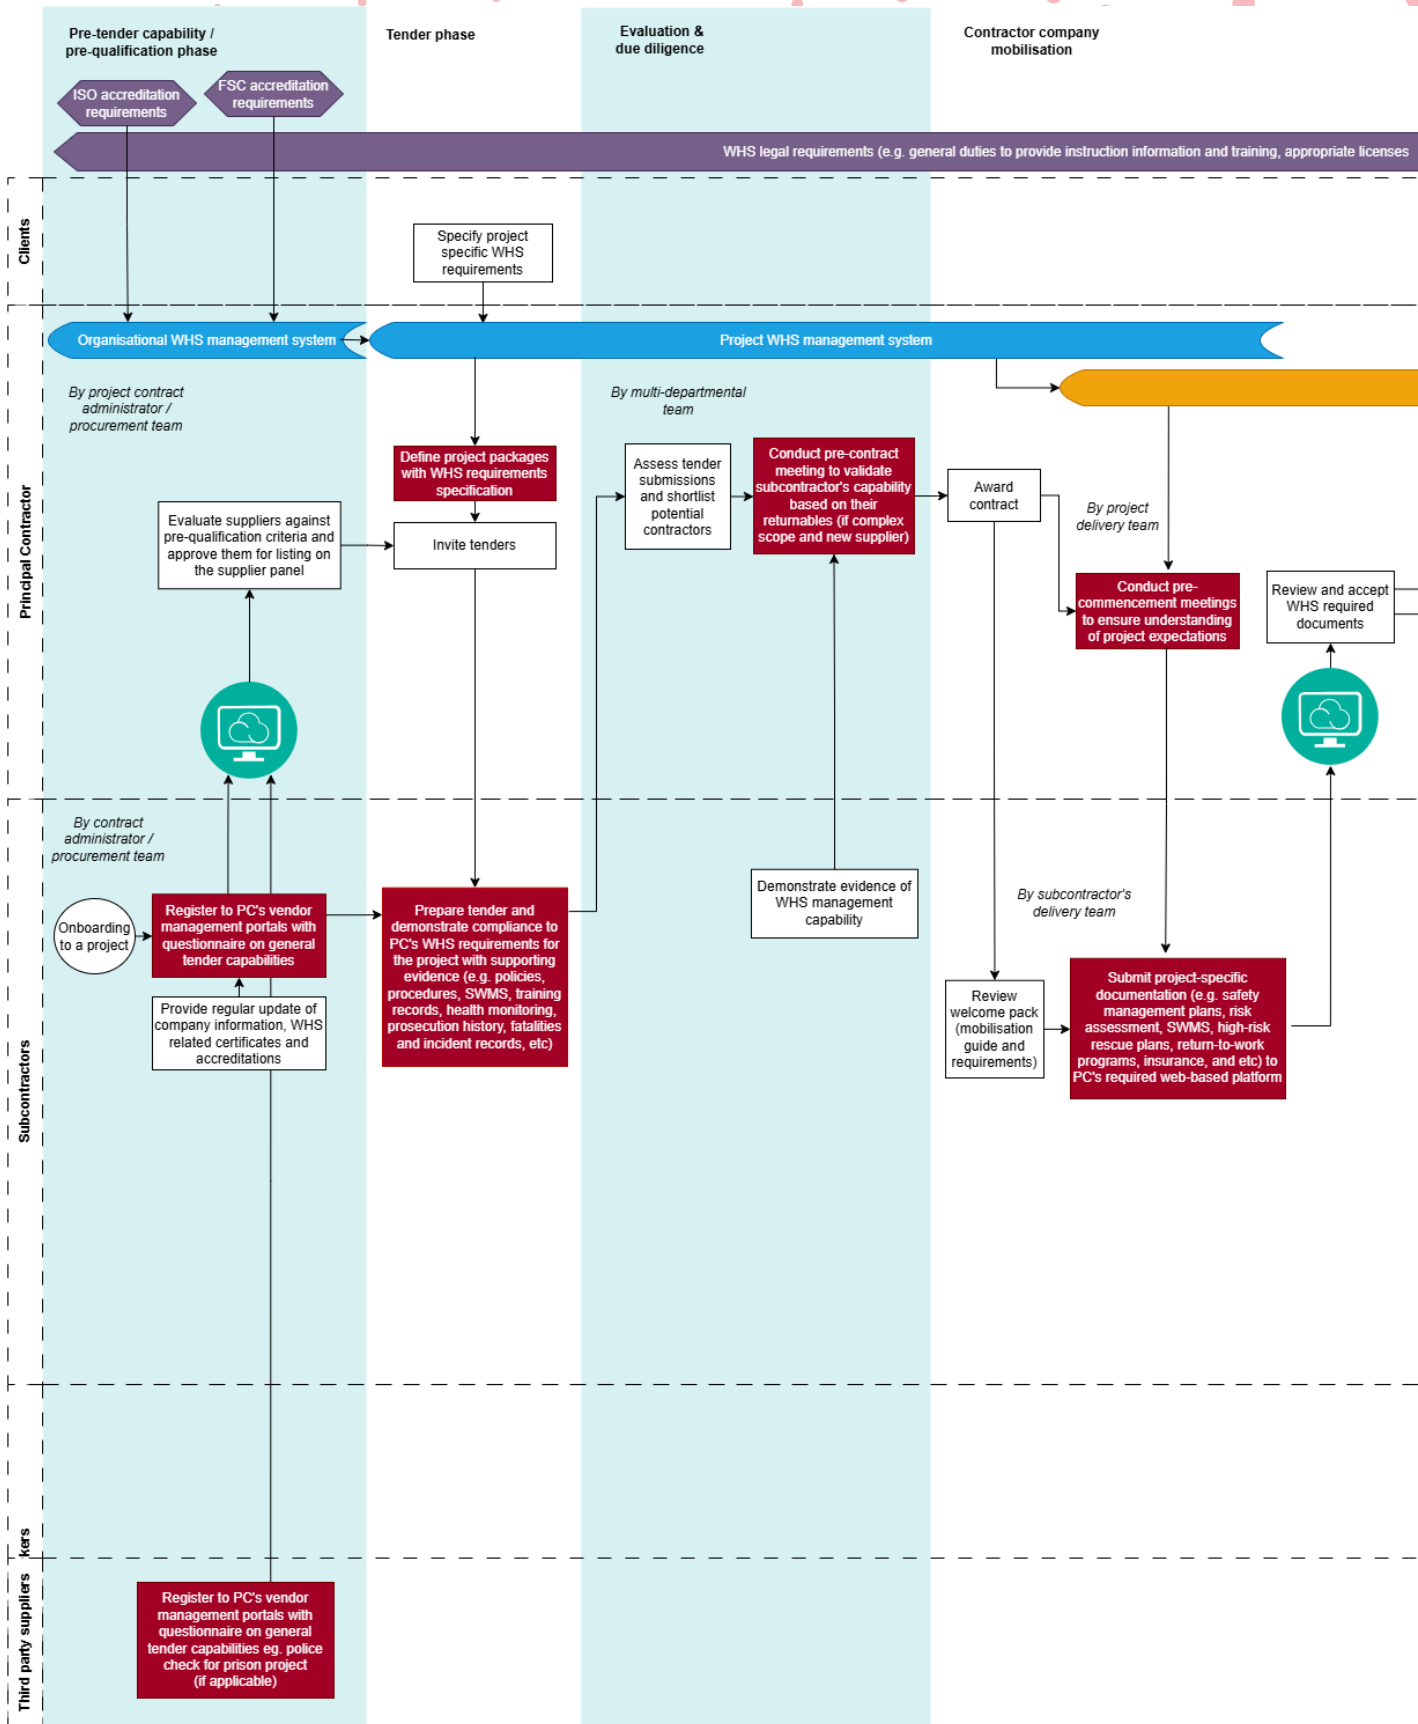 Pre-tender capability /
pre-qualification phase
Tender phase
Evaluation &
due diligence
Contractor company
mobilisation
ISO accreditation
requirements
FSC accreditation
requirements
WHS legal requirements (e.g. general duties to provide instruction information and training, appropriate licenses
Clients
Specify project
specific WHS
requirements
Principal Contractor
Organisational WHS management system
Project WHS management system
By project contract
administrator /
procurement team
By multi-departmental
team
Define project packages
with WHS requirements
specification
Assess tender
submissions
and shortlist
potential
contractors
Conduct pre-contract
meeting to validate
subcontractor's capability
based on their
returnables (if complex
scope and new supplier)
Award
contract
By project
delivery team
Evaluate suppliers against
pre-qualification criteria and
approve them for listing on
the supplier panel
Invite tenders
Conduct pre-
commencement meetings
to ensure understanding
of project expectations
Review and accept
WHS required
documents
Subcontractors
By contract
administrator /
procurement team
Onboarding
to a project
Register to PC's vendor
management portals with
questionnaire on general
tender capabilities
Provide regular update of
company information, WHS
related certificates and
accreditations
Prepare tender and
demonstrate compliance to
PC's WHS requirements for
the project with supporting
evidence (e.g. policies,
procedures, SWMS, training
records, health monitoring,
prosecution history, fatalities
and incident records, etc)
Demonstrate evidence of
WHS management
capability
By subcontractor's
delivery team
Review
welcome pack
(mobilisation
guide and
requirements)
Submit project-specific
documentation (e.g. safety
management plans, risk
assessment, SWMS, high-risk
rescue plans, return-to-work
programs, insurance, and etc) to
PC's required web-based platform
kers
Third party suppliers
Register to PC's vendor
management portals with
questionnaire on general
tender capabilities eg. police
check for prison project
(if applicable)